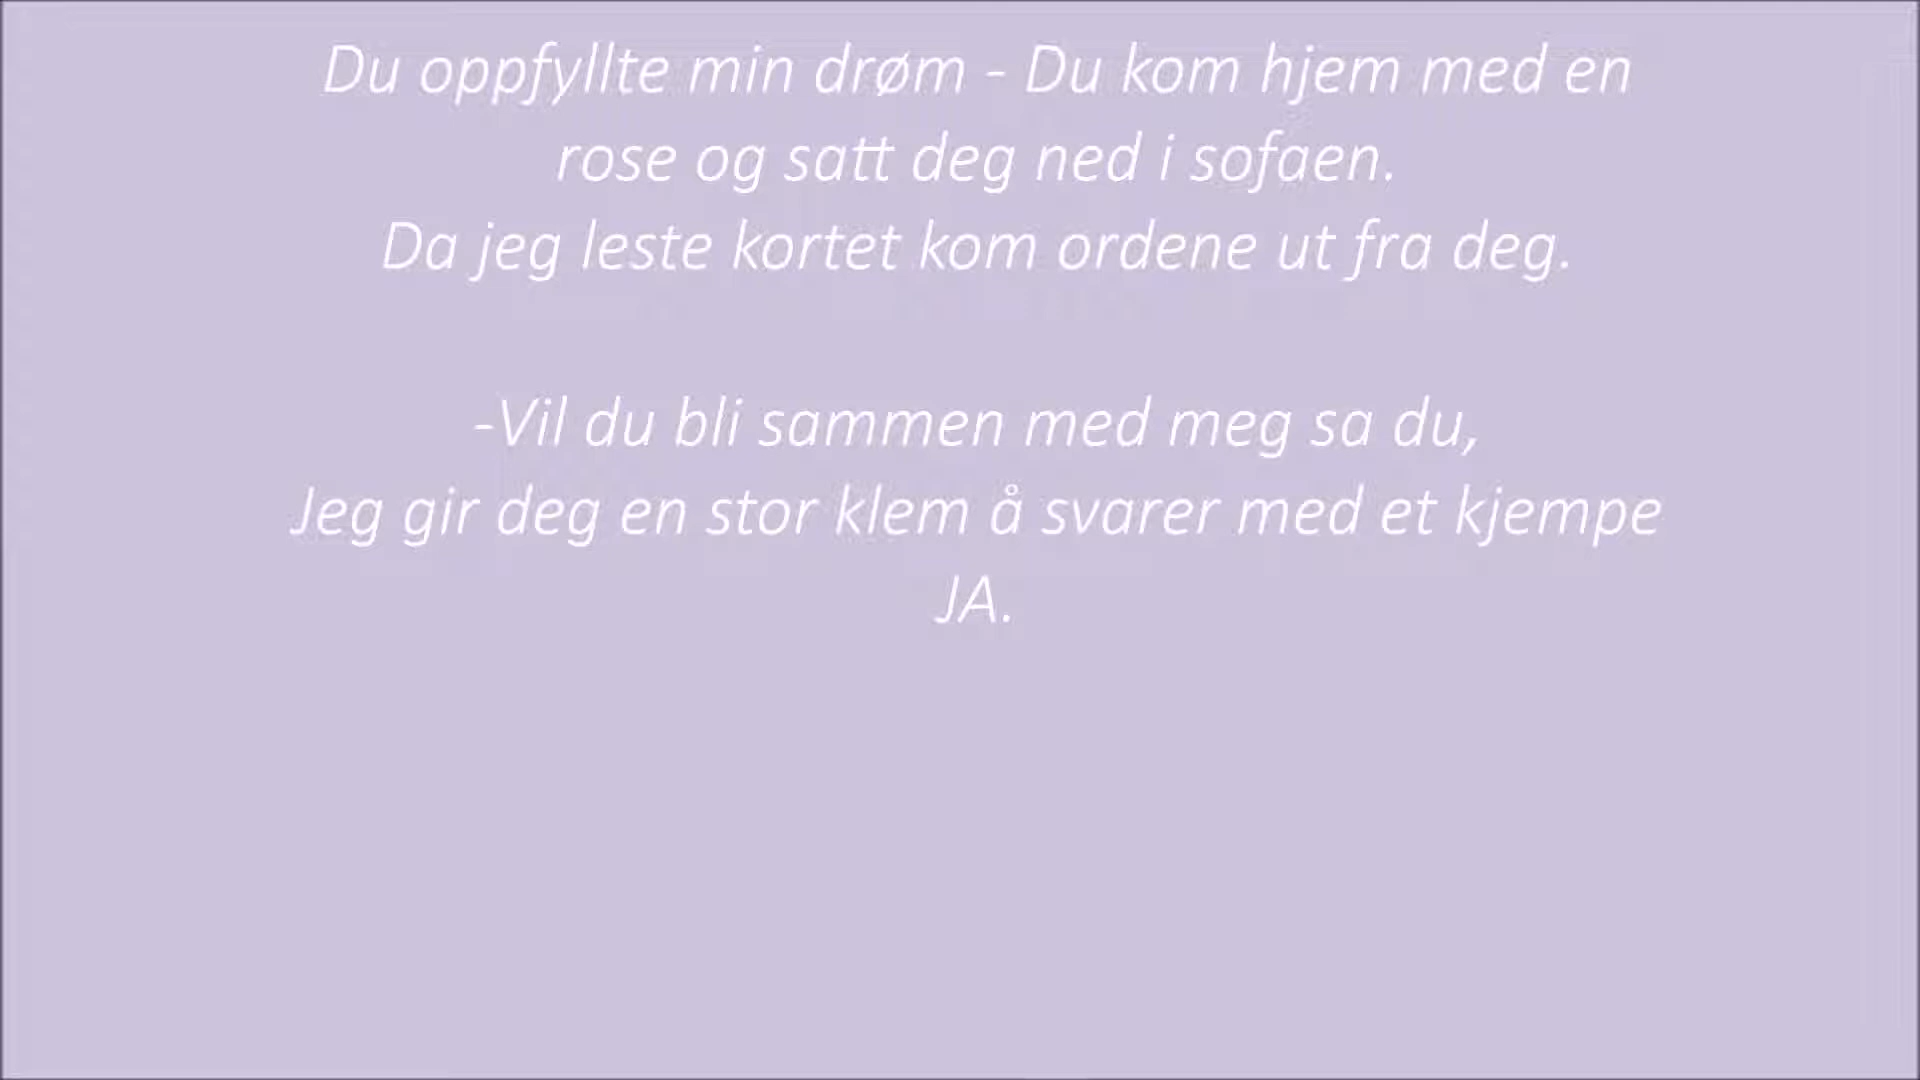 Du oppfyllte min drøm - Du kom hjem med en
rose og satt deg ned i sofaen.
Da jeg leste kortet kom ordene ut fra deg.
-Vil du bli sammen med meg sa du,
Jeg gir deg en stor klem å svarer med et kjempe
JA.